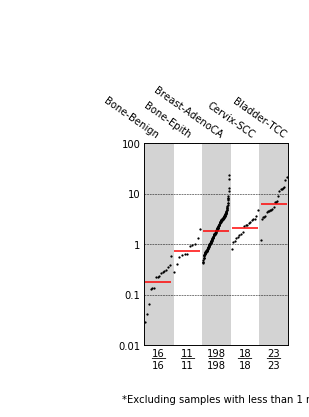 Bone-Benign
Bone-Epith
Breast-AdenoCA
Cervix-SCC
Bladder-TCC
100
10
1
0.1
0.01
16 11 198 18 23
16 11 198 18 23
*Excluding samples with less than 1 m